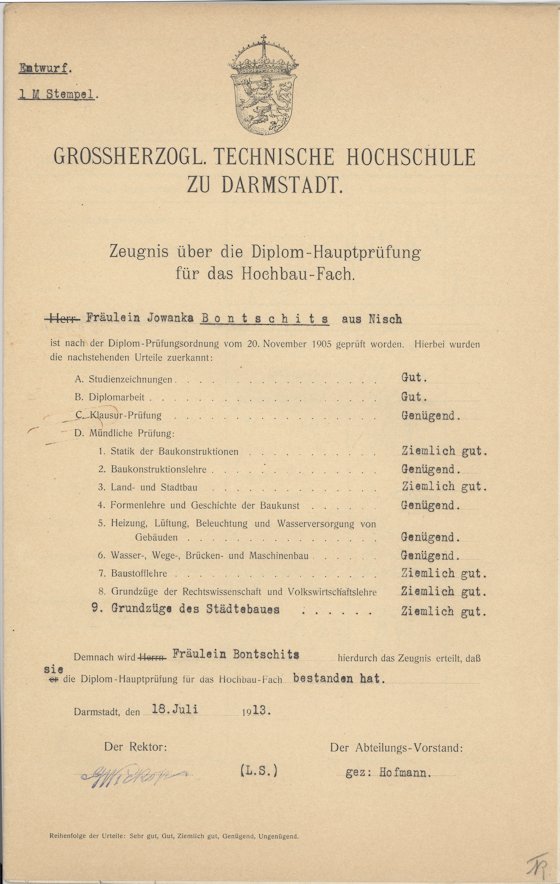 Entwurf.
1 M Stempel.
GROSSHERZOGL. TECHNISCHE HOCHSCHULE
ZU DARMSTADT.
Zeugnis über die Diplom-Hauptprüfung
für das Hochbau-Fach.
Herr Fräulein Jowanka Bontschits aus Nisch
ist nach der Diplom-Prüfungsordnung vom 20. November 1905 geprüft worden. Hierbei wurden
die nachstehenden Urteile zuerkannt:
A. Studienzeichnungen . . . . . . . . . . . . . . Gut.
B. Diplomarbeit . . . . . . . . . . . . . . . . Gut.
C. Klausur-Prüfung . . . . . . . . . . . . . . . Genügend.
D. Mündliche Prüfung:
1. Statik der Baukonstruktionen . . . . . . . . . Ziemlich gut.
2. Baukonstruktionslehre . . . . . . . . . . . Genügend.
3. Land- und Stadtbau . . . . . . . . . . . . Ziemlich gut.
4. Formenlehre und Geschichte der Baukunst . . . . . Genügend.
5. Heizung, Lüftung, Beleuchtung und Wasserversorgung von
Gebäuden . . . . . . . . . . . . . Genügend.
6. Wasser-, Wege-, Brücken- und Maschinenbau . . . . . Genügend.
7. Baustofflehre . . . . . . . . . . . . . . Ziemlich gut.
8. Grundzüge der Rechtswissenschaft und Volkswirtschaftslehre Ziemlich gut.
9. Grundzüge des Städtebaues . . . . . . Ziemlich gut.
Demnach wird Herrn Fräulein Bontschits hierdurch das Zeugnis erteilt, daß
sie
er die Diplom-Hauptprüfung für das Hochbau-Fach bestanden hat.
Darmstadt, den 18.Juli 1913.
Der Rektor: Der Abteilungs-Vorstand:
(L.S.) gez: Hofmann.
Reihenfolge der Urteile: Sehr gut, Gut, Ziemlich gut, Genügend, Ungenügend.